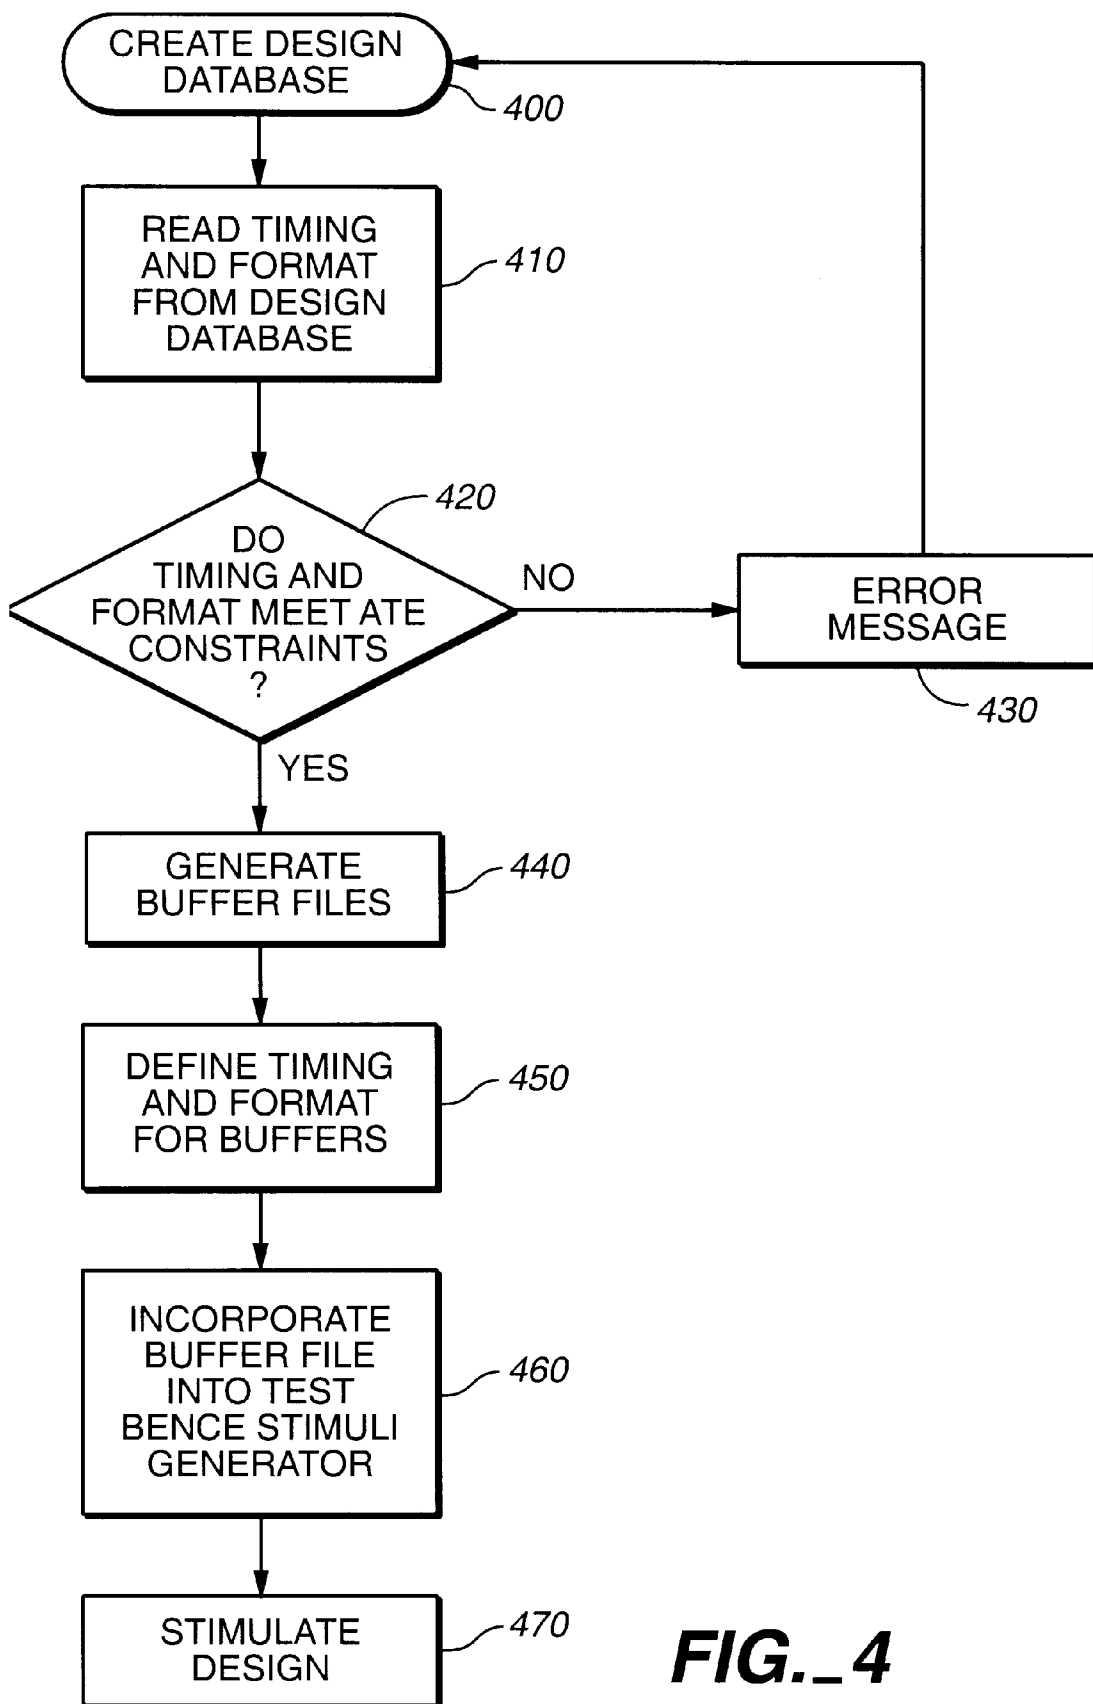 CREATE DESIGN
DATABASE
400
READ TIMING
AND FORMAT
FROM DESIGN
DATABASE
410
DO
TIMING AND
FORMAT MEET ATE
CONSTRAINTS
?
420
NO
ERROR
MESSAGE
430
YES
GENERATE
BUFFER FILES
440
DEFINE TIMING
AND FORMAT
FOR BUFFERS
450
INCORPORATE
BUFFER FILE
INTO TEST
BENCE STIMULI
GENERATOR
460
STIMULATE
DESIGN
470
FIG._4